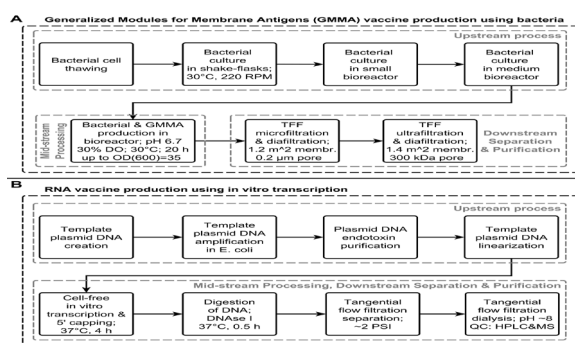 A
Generalized Modules for Membrane Antigens (GMMA) vaccine production using bacteria
Upstream process
Bacterial cell
thawing
Bacterial
culture
in shake-flasks;
30°C, 220 RPM
Bacterial
culture
in small
bioreactor
Bacterial
culture
in medium
bioreactor
Mid-stream
Processing
Bacterial & GMMA
production in
bioreactor; pH 6.7
30% DO; 30°C; 20 h
up to OD(600)=35
TFF
microfiltration &
diafiltration;
1.2 m^2 membr.
0.2 µm pore
TFF
ultrafiltration &
diafiltration;
1.4 m^2 membr.
300 kDa pore
Downstream
Separation
& Purification
B
RNA vaccine production using in vitro transcription
Upstream process
Template
plasmid DNA
creation
Template
plasmid DNA
amplification
in E. coli
Plasmid DNA
endotoxin
purification
Template
plasmid DNA
linearization
Mid-stream Processing, Downstream Separation & Purification
Cell-free
in vitro
transcription &
5' capping;
37°C, 4 h
Digestion
of DNA;
DNAse I
37°C, 0.5 h
Tangential
flow filtration
separation;
~2 PSI
Tangential
flow filtration
dialysis; pH ~8
QC: HPLC&MS